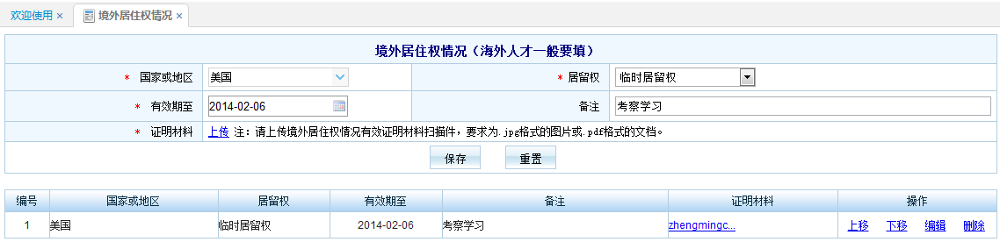 欢迎使用 × 境外居住权情况 ×
境外居住权情况（海外人才一般要填）
* 国家或地区 美国 * 居留权 临时居留权
* 有效期至 2014-02-06 备注 考察学习
* 证明材料 上传 注：请上传境外居住权情况有效证明材料扫描件，要求为.jpg格式的图片或.pdf格式的文档。
保存 重置
编号 国家或地区 居留权 有效期至 备注 证明材料 操作
1 美国 临时居留权 2014-02-06 考察学习 zhengmingc... 上移 下移 编辑 删除